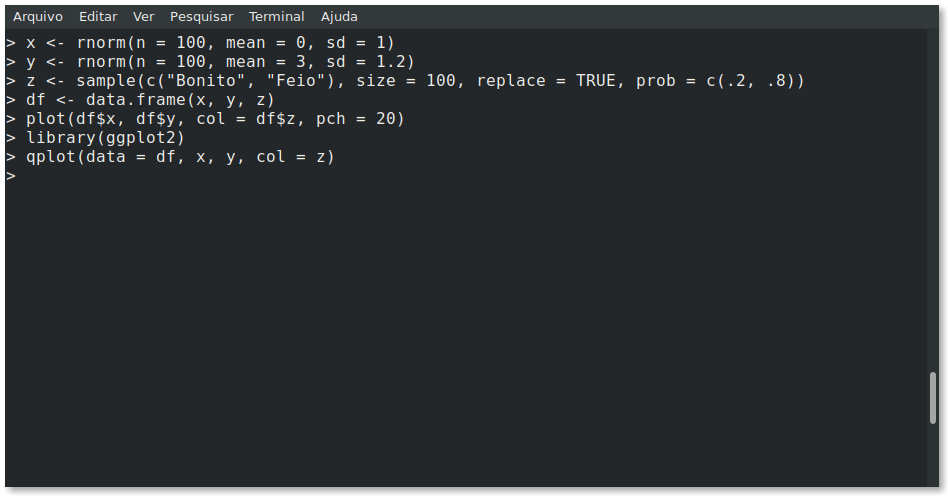 Arquivo Editar Ver Pesquisar Terminal Ajuda
> x <- rnorm(n = 100, mean = 0, sd = 1)
> y <- rnorm(n = 100, mean = 3, sd = 1.2)
> z <- sample(c("Bonito", "Feio"), size = 100, replace = TRUE, prob = c(.2, .8))
> df <- data.frame(x, y, z)
> plot(df$x, df$y, col = df$z, pch = 20)
> library(ggplot2)
> qplot(data = df, x, y, col = z)
>